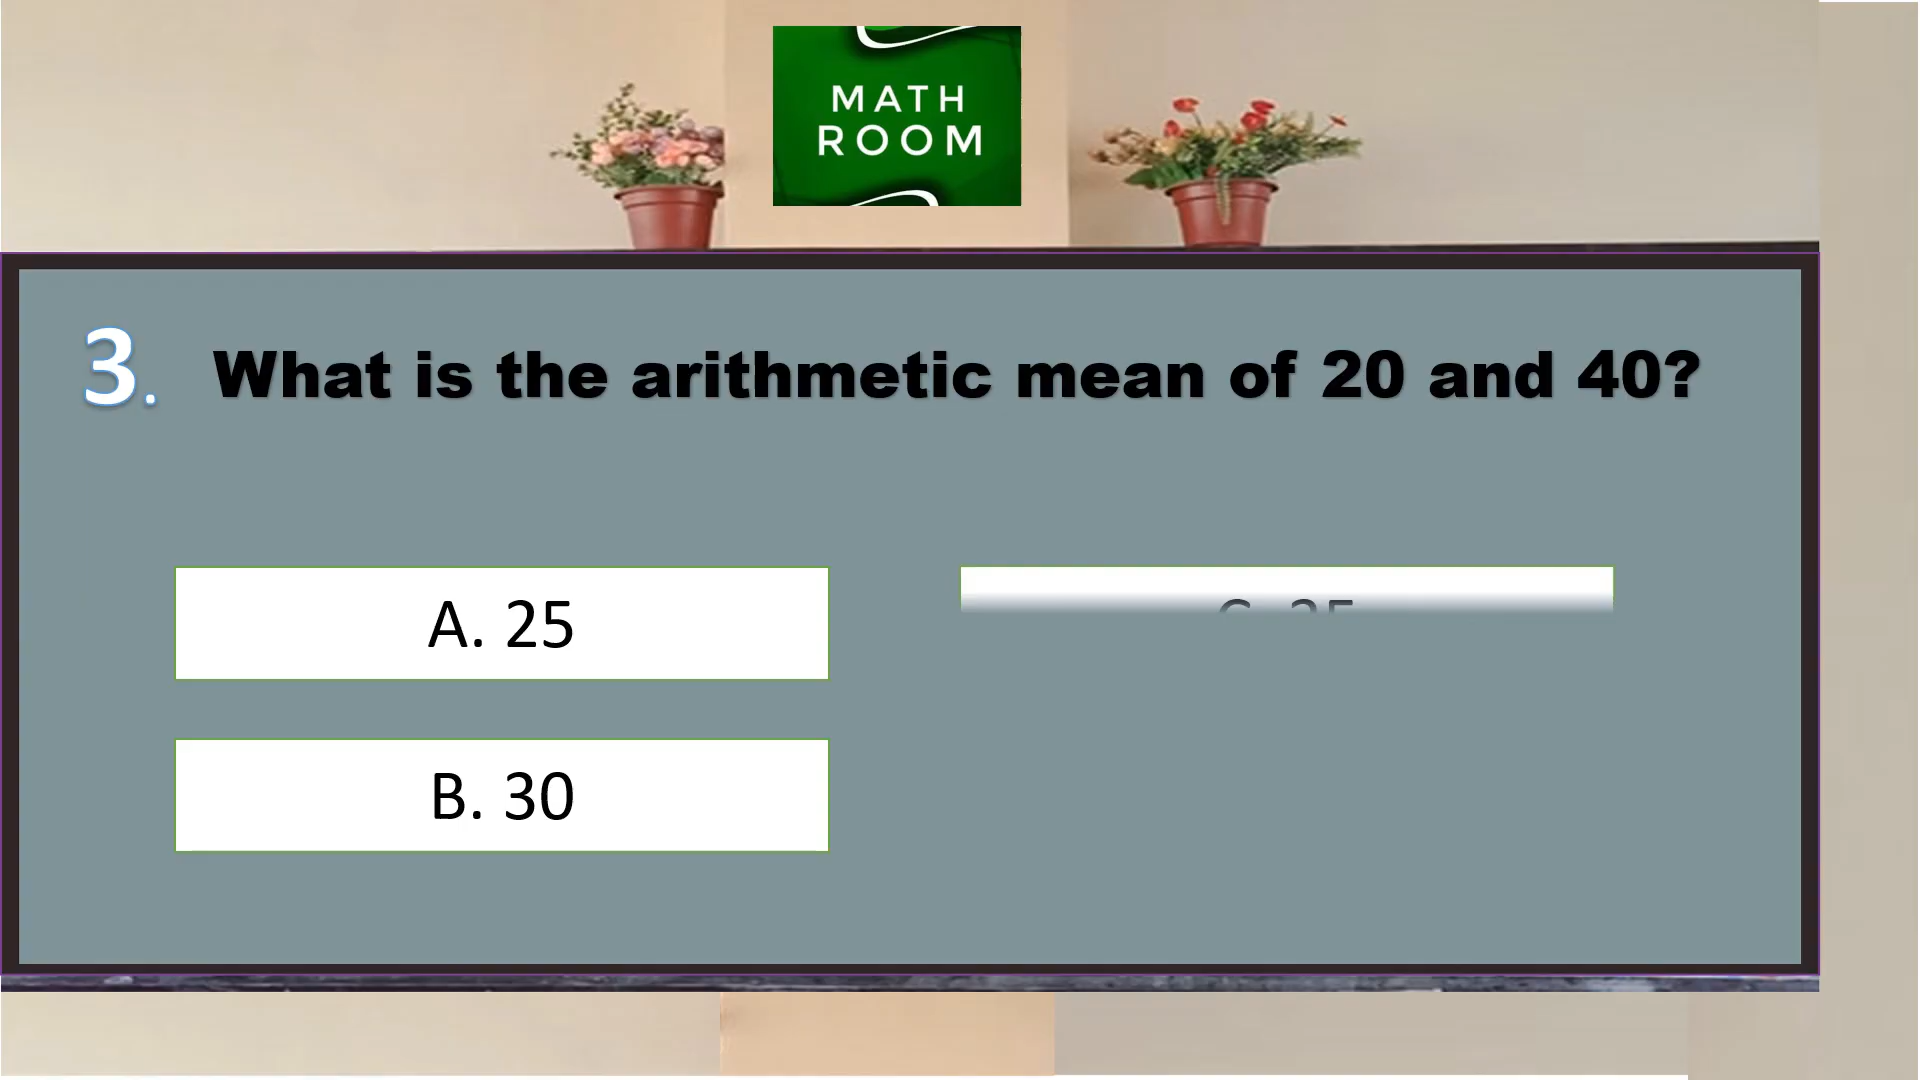 MATH
ROOM
3. What is the arithmetic mean of 20 and 40?
A. 25
B. 30